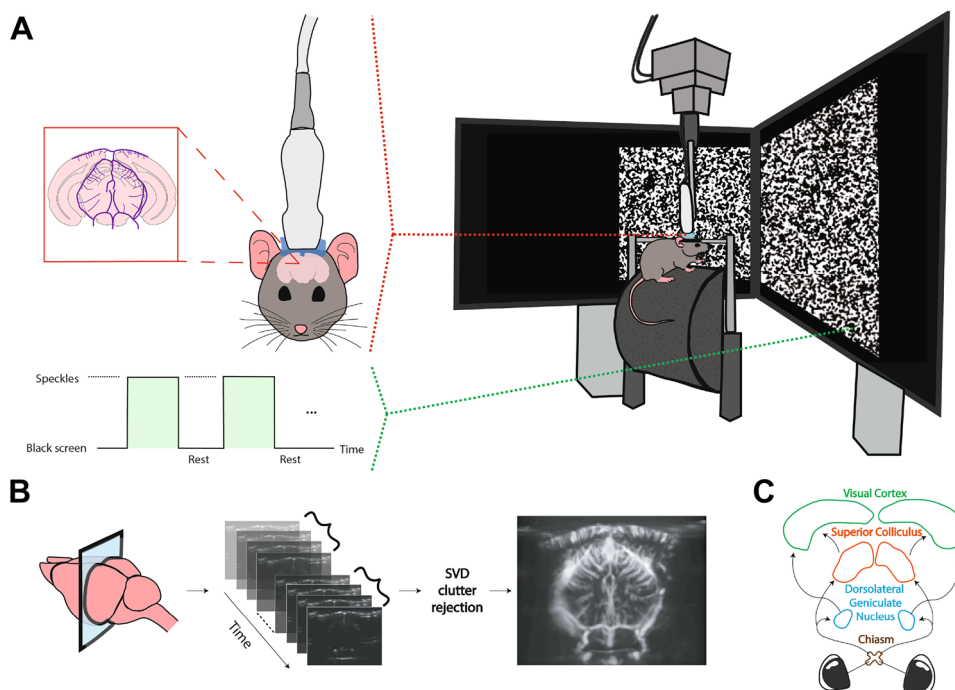 A
Speckles
...
Black screen
Rest
Rest
Time
B
C
Time
SVD
clutter
rejection
Visual Cortex
Superior Colliculus
Dorsolateral
Geniculate
Nucleus
Chiasm